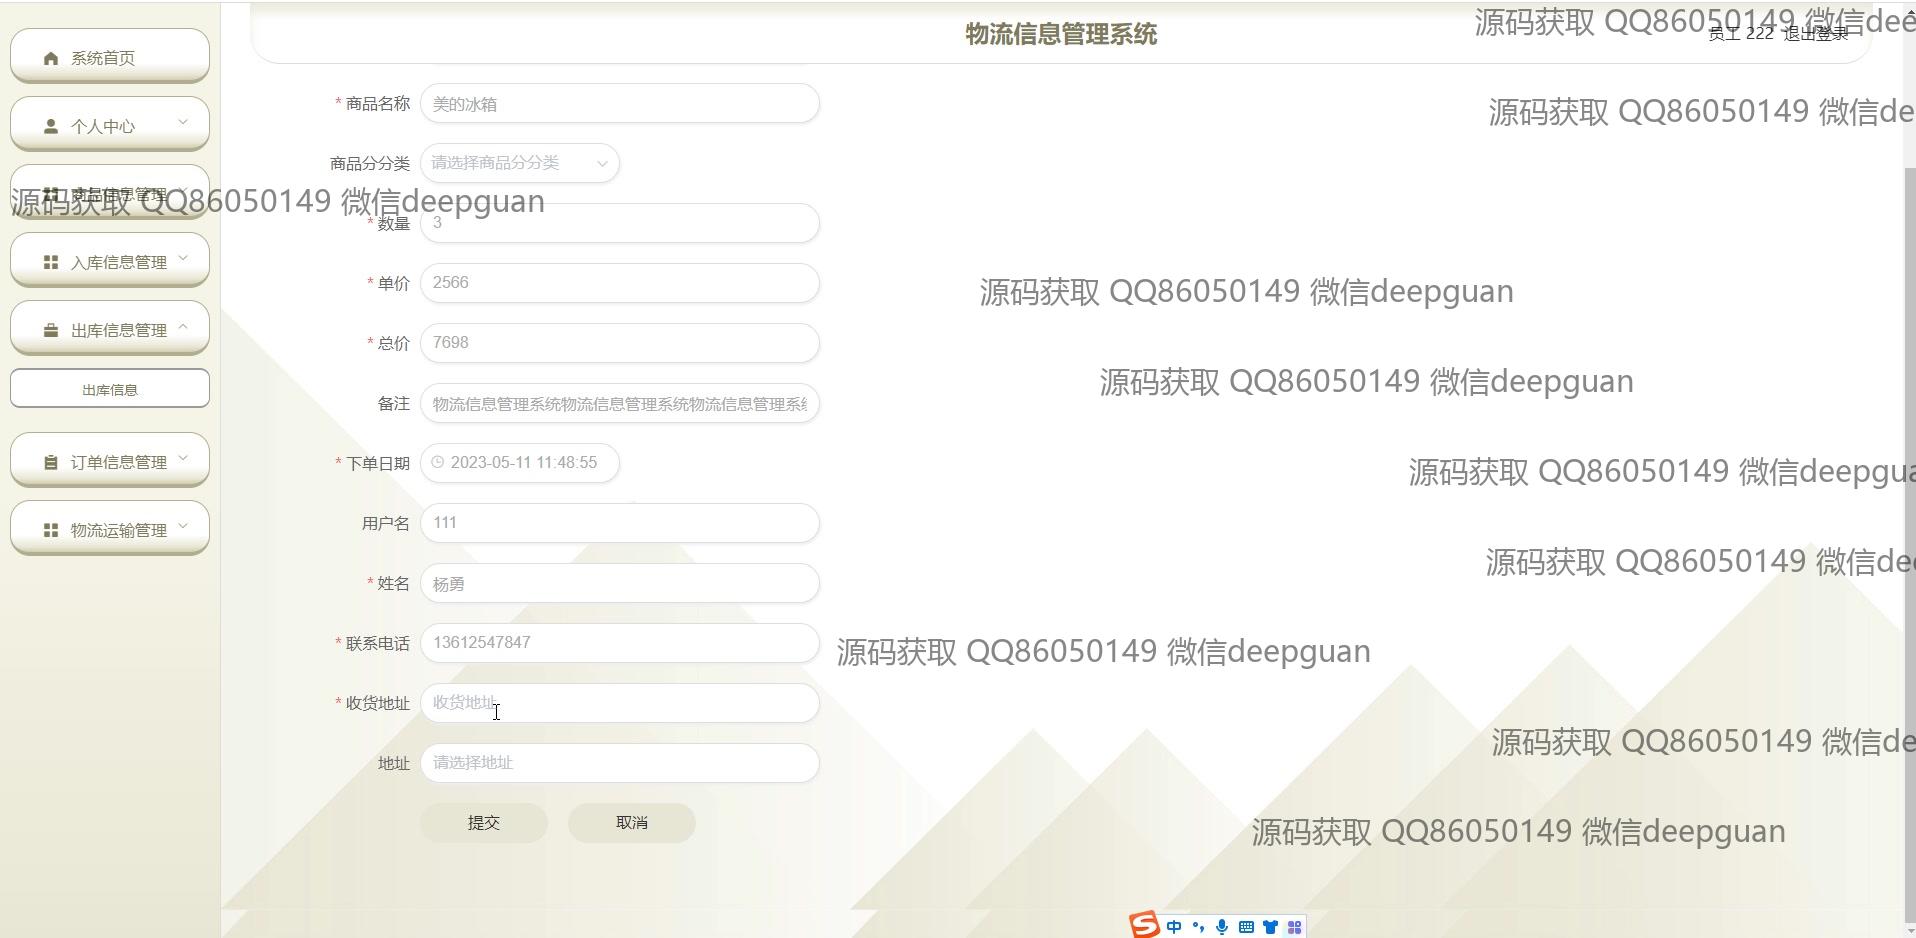 物流信息管理系统
源码获取 QQ86050149 微信dee
员工 222 退出登录
系统首页
个人中心
商品信息管理
入库信息管理
出库信息管理
出库信息
订单信息管理
物流运输管理
* 商品名称 美的冰箱
源码获取 QQ86050149 微信de
商品分分类 请选择商品分分类
源码获取 QQ86050149 微信deepguan
* 数量 3
* 单价 2566
源码获取 QQ86050149 微信deepguan
* 总价 7698
源码获取 QQ86050149 微信deepguan
备注 物流信息管理系统物流信息管理系统物流信息管理系统
* 下单日期 2023-05-11 11:48:55
源码获取 QQ86050149 微信deepgua
用户名 111
源码获取 QQ86050149 微信dee
* 姓名 杨勇
* 联系电话 13612547847
源码获取 QQ86050149 微信deepguan
* 收货地址 收货地址
源码获取 QQ86050149 微信de
地址 请选择地址
提交 取消
源码获取 QQ86050149 微信deepguan
S 中